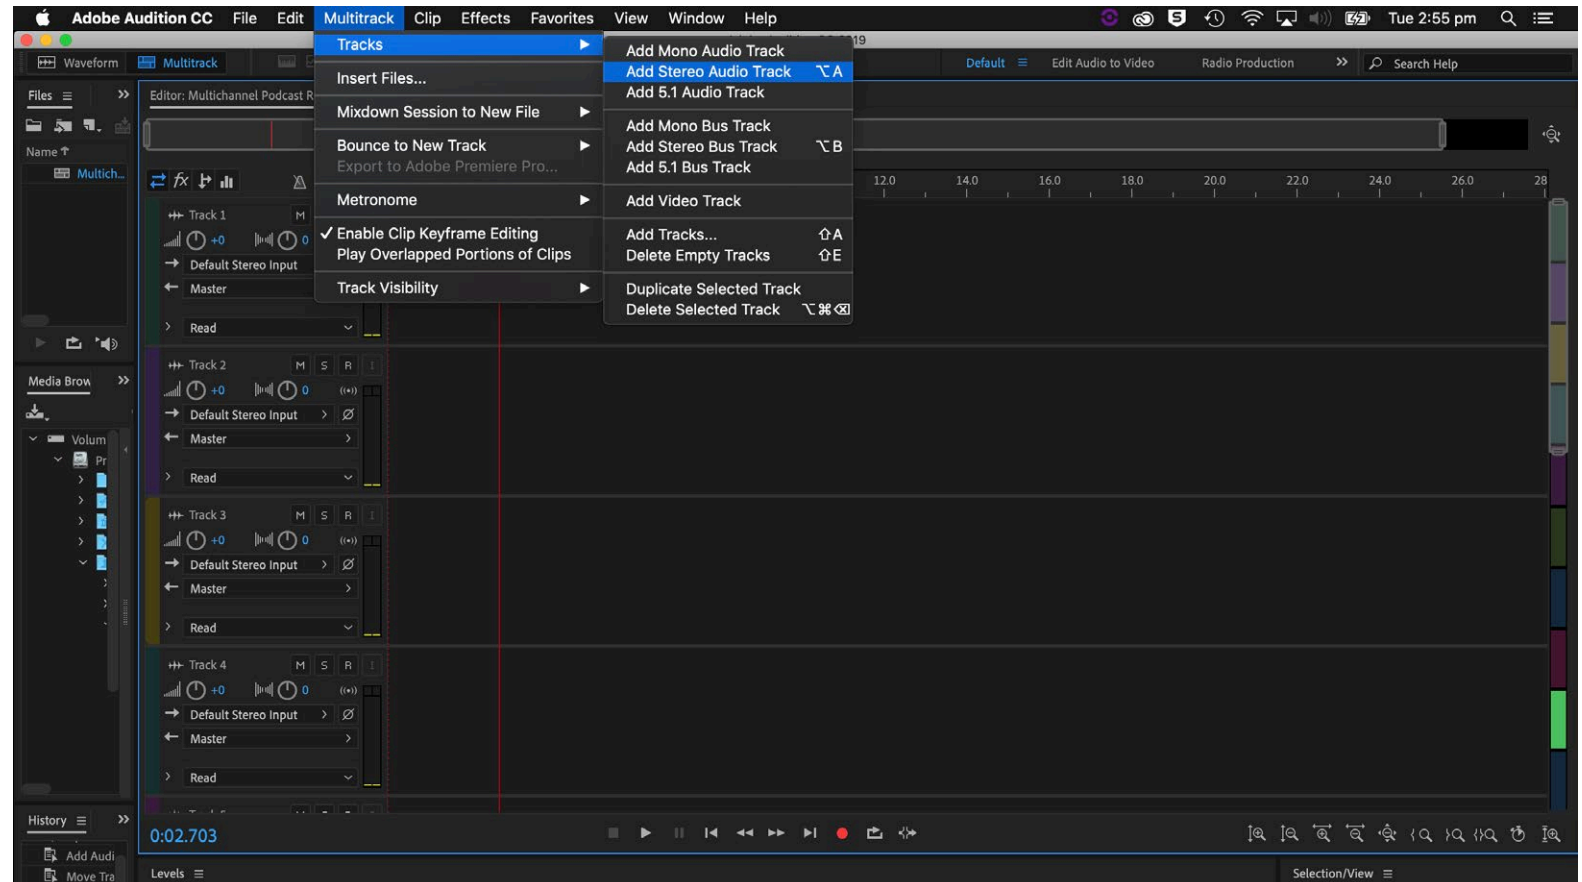 Adobe Audition CC File Edit Multitrack Clip Effects Favorites View Window Help Tue 2:55 pm
19
Waveform Multitrack Default Edit Audio to Video Radio Production Search Help
Tracks
Insert Files...
Mixdown Session to New File
Bounce to New Track
Export to Adobe Premiere Pro...
Metronome
✓ Enable Clip Keyframe Editing
Play Overlapped Portions of Clips
Track Visibility
Add Mono Audio Track
Add Stereo Audio Track ⌥A
Add 5.1 Audio Track
Add Mono Bus Track
Add Stereo Bus Track ⌥B
Add 5.1 Bus Track
Add Video Track
Add Tracks... ⇧A
Delete Empty Tracks ⇧E
Duplicate Selected Track
Delete Selected Track ⌥⌘⌫
Files
Name
Multich...
Media Brow
Volum
Pr
History
Add Audi
Move Tra
Editor: Multichannel Podcast R
fx
12.0 14.0 16.0 18.0 20.0 22.0 24.0 26.0 28
Track 1 M
+0 0
Default Stereo Input
Master
Read
Track 2 M S R I
+0 0
Default Stereo Input
Master
Read
Track 3 M S R I
+0 0
Default Stereo Input
Master
Read
Track 4 M S R I
+0 0
Default Stereo Input
Master
Read
0:02.703
Levels
Selection/View